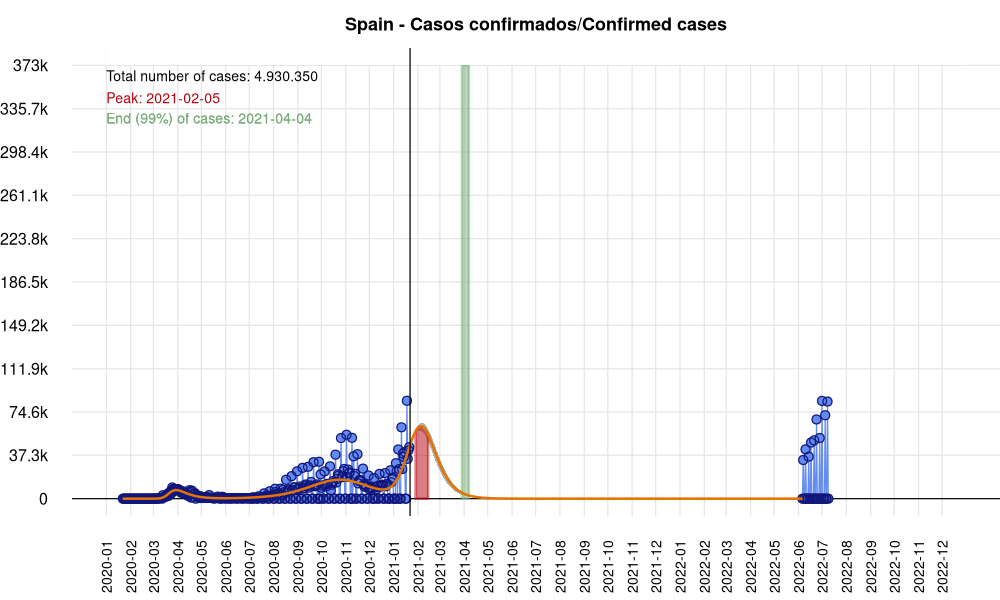 Spain - Casos confirmados/Confirmed cases
373k
Total number of cases: 4.930.350
Peak: 2021-02-05
335.7k
End (99%) of cases: 2021-04-04
298.4k
261.1k
223.8k
186.5k
149.2k
111.9k
74.6k
37.3k
0
2020-01
2020-02
2020-03
2020-04
2020-05
2020-06
2020-07
2020-08
2020-09
2020-10
2020-11
2020-12
2021-01
2021-02
2021-03
2021-04
2021-05
2021-06
2021-07
2021-08
2021-09
2021-10
2021-11
2021-12
2022-01
2022-02
2022-03
2022-04
2022-05
2022-06
2022-07
2022-08
2022-09
2022-10
2022-11
2022-12